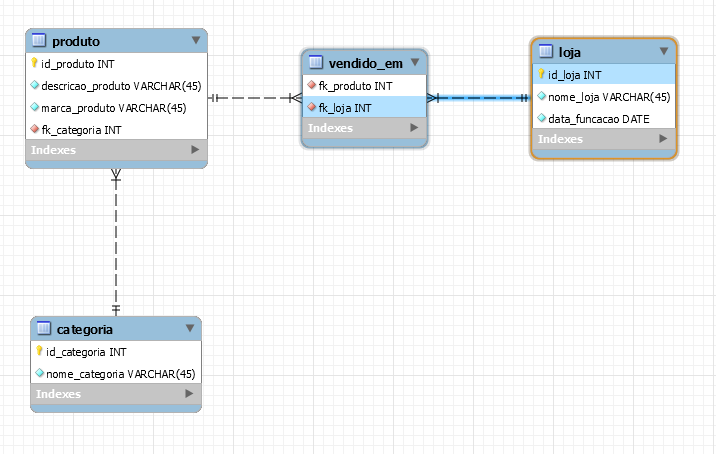 produto
id_produto INT
descricao_produto VARCHAR(45)
marca_produto VARCHAR(45)
fk_categoria INT
Indexes
vendido_em
fk_produto INT
fk_loja INT
Indexes
loja
id_loja INT
nome_loja VARCHAR(45)
data_funcacao DATE
Indexes
categoria
id_categoria INT
nome_categoria VARCHAR(45)
Indexes